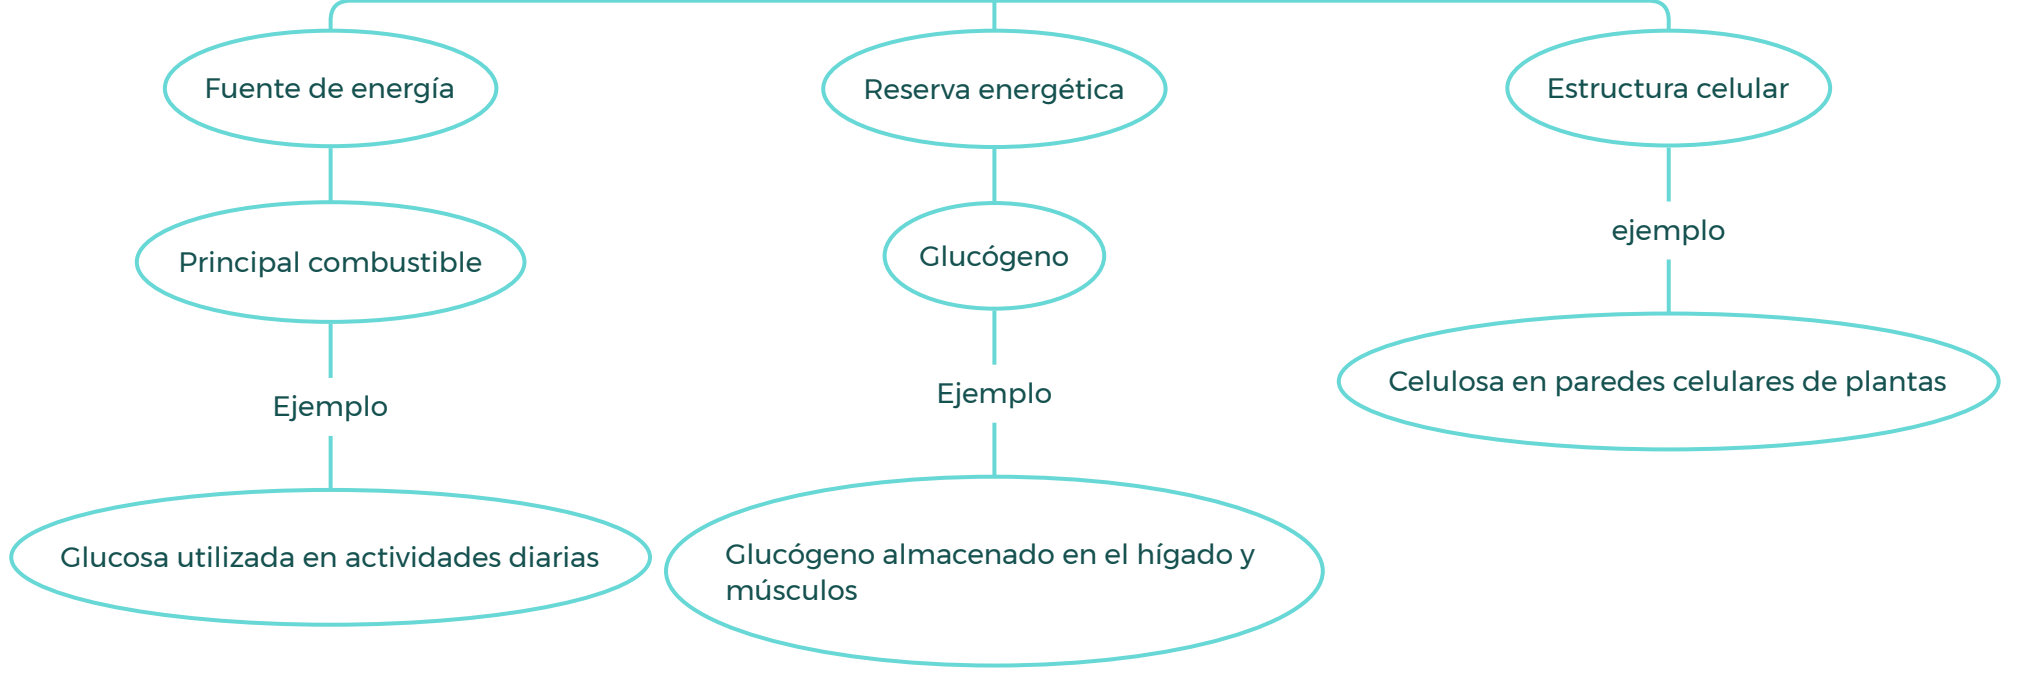 Fuente de energía
Reserva energética
Estructura celular
Principal combustible
Glucógeno
ejemplo
Ejemplo
Ejemplo
Celulosa en paredes celulares de plantas
Glucosa utilizada en actividades diarias
Glucógeno almacenado en el hígado y
músculos